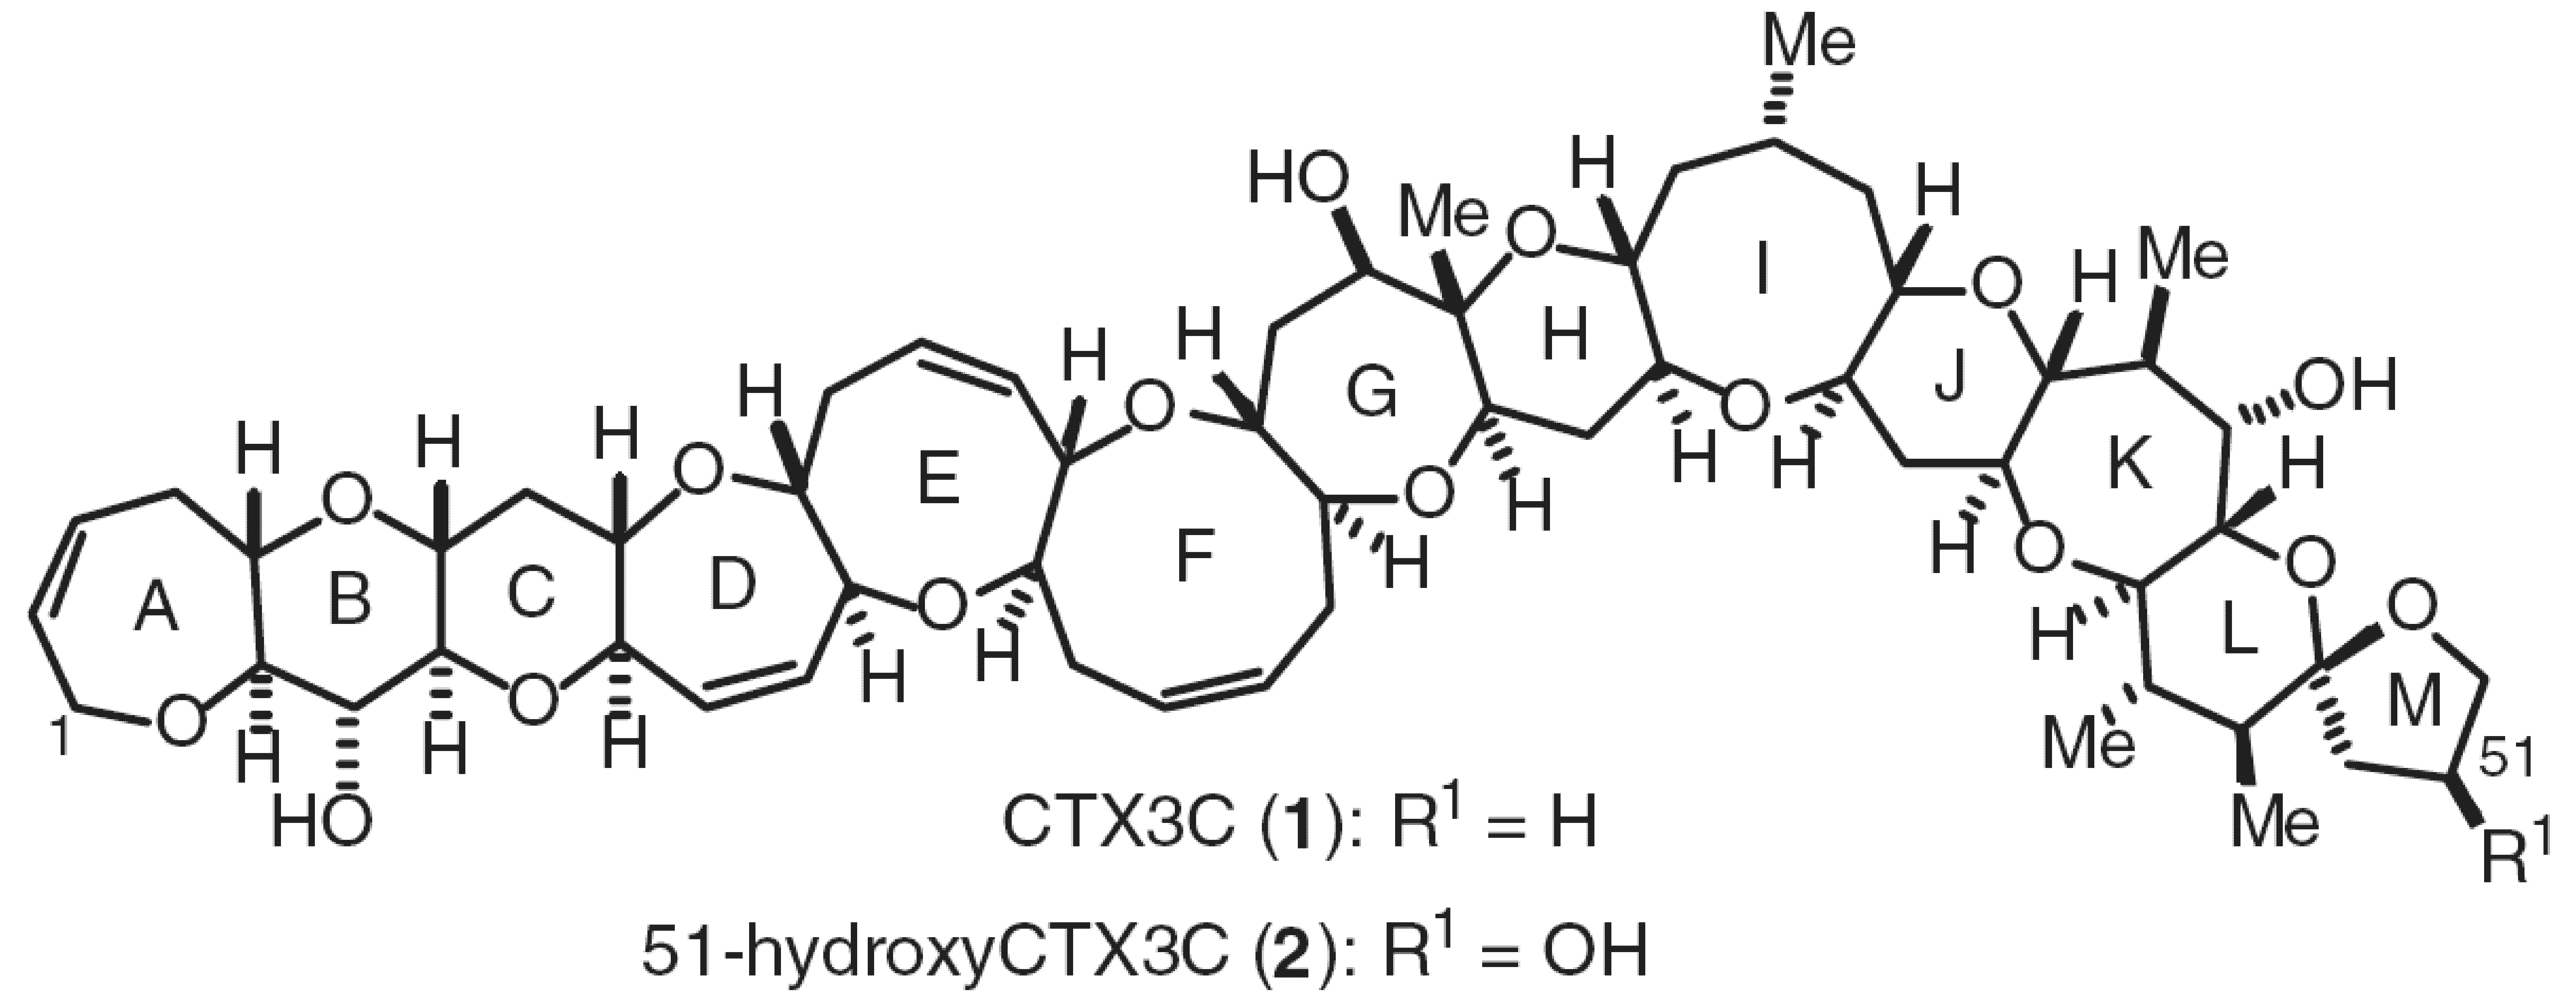 Me
HO
Me
O
H
I
H
O
H
Me
OH
H
H
O
H
E
H
G
H
O
H
H
O
H
J
K
H
H
O
H
H
H
O
A
B
C
D
O
H
F
H
O
H
L
O
M
1
O
H
HO
H
O
H
H
Me
Me
51
R¹
CTX3C (1): R¹ = H
51-hydroxyCTX3C (2): R¹ = OH